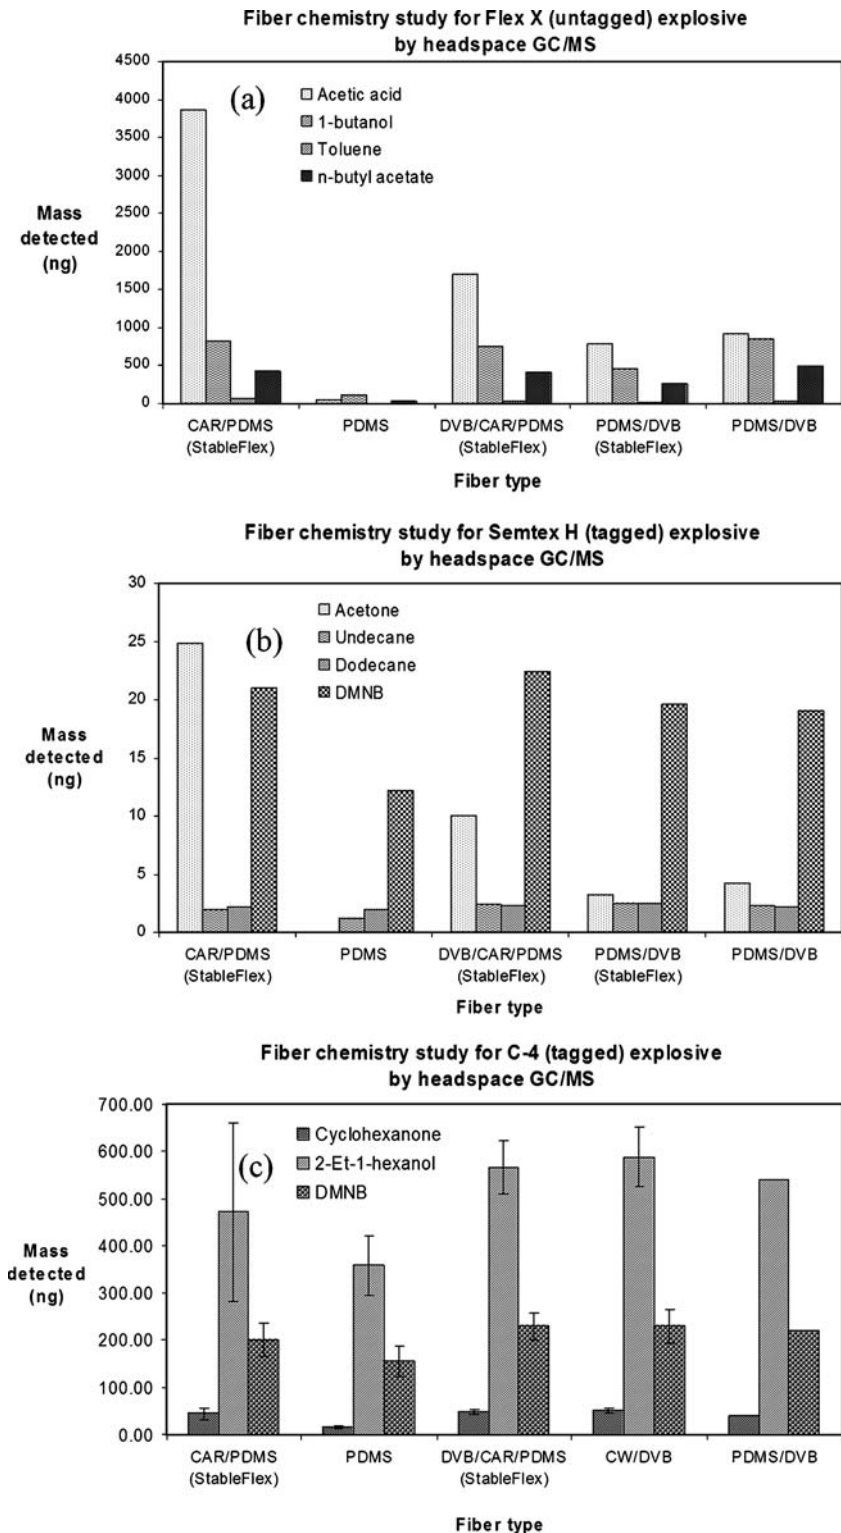 Fiber chemistry study for Flex X (untagged) explosive
by headspace GC/MS
4500
4000
3500
3000
2500
2000
1500
1000
500
0
Mass
detected
(ng)
(a)
Acetic acid
1-butanol
Toluene
n-butyl acetate
CAR/PDMS
(StableFlex)
PDMS
DVB/CAR/PDMS
(StableFlex)
PDMS/DVB
(StableFlex)
PDMS/DVB
Fiber type
Fiber chemistry study for Semtex H (tagged) explosive
by headspace GC/MS
30
25
20
15
10
5
0
Mass
detected
(ng)
(b)
Acetone
Undecane
Dodecane
DMNB
CAR/PDMS
(StableFlex)
PDMS
DVB/CAR/PDMS
(StableFlex)
PDMS/DVB
(StableFlex)
PDMS/DVB
Fiber type
Fiber chemistry study for C-4 (tagged) explosive
by headspace GC/MS
700.00
600.00
500.00
400.00
300.00
200.00
100.00
0.00
Mass
detected
(ng)
(c)
Cyclohexanone
2-Et-1-hexanol
DMNB
CAR/PDMS
(StableFlex)
PDMS
DVB/CAR/PDMS
(StableFlex)
CW/DVB
PDMS/DVB
Fiber type